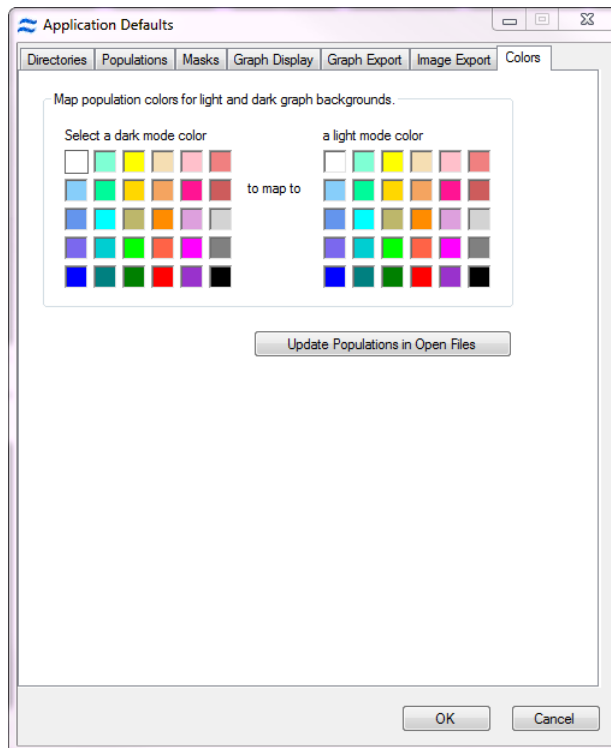 Application Defaults
Directories Populations Masks Graph Display Graph Export Image Export Colors
Map population colors for light and dark graph backgrounds.
Select a dark mode color a light mode color
to map to
Update Populations in Open Files
OK Cancel